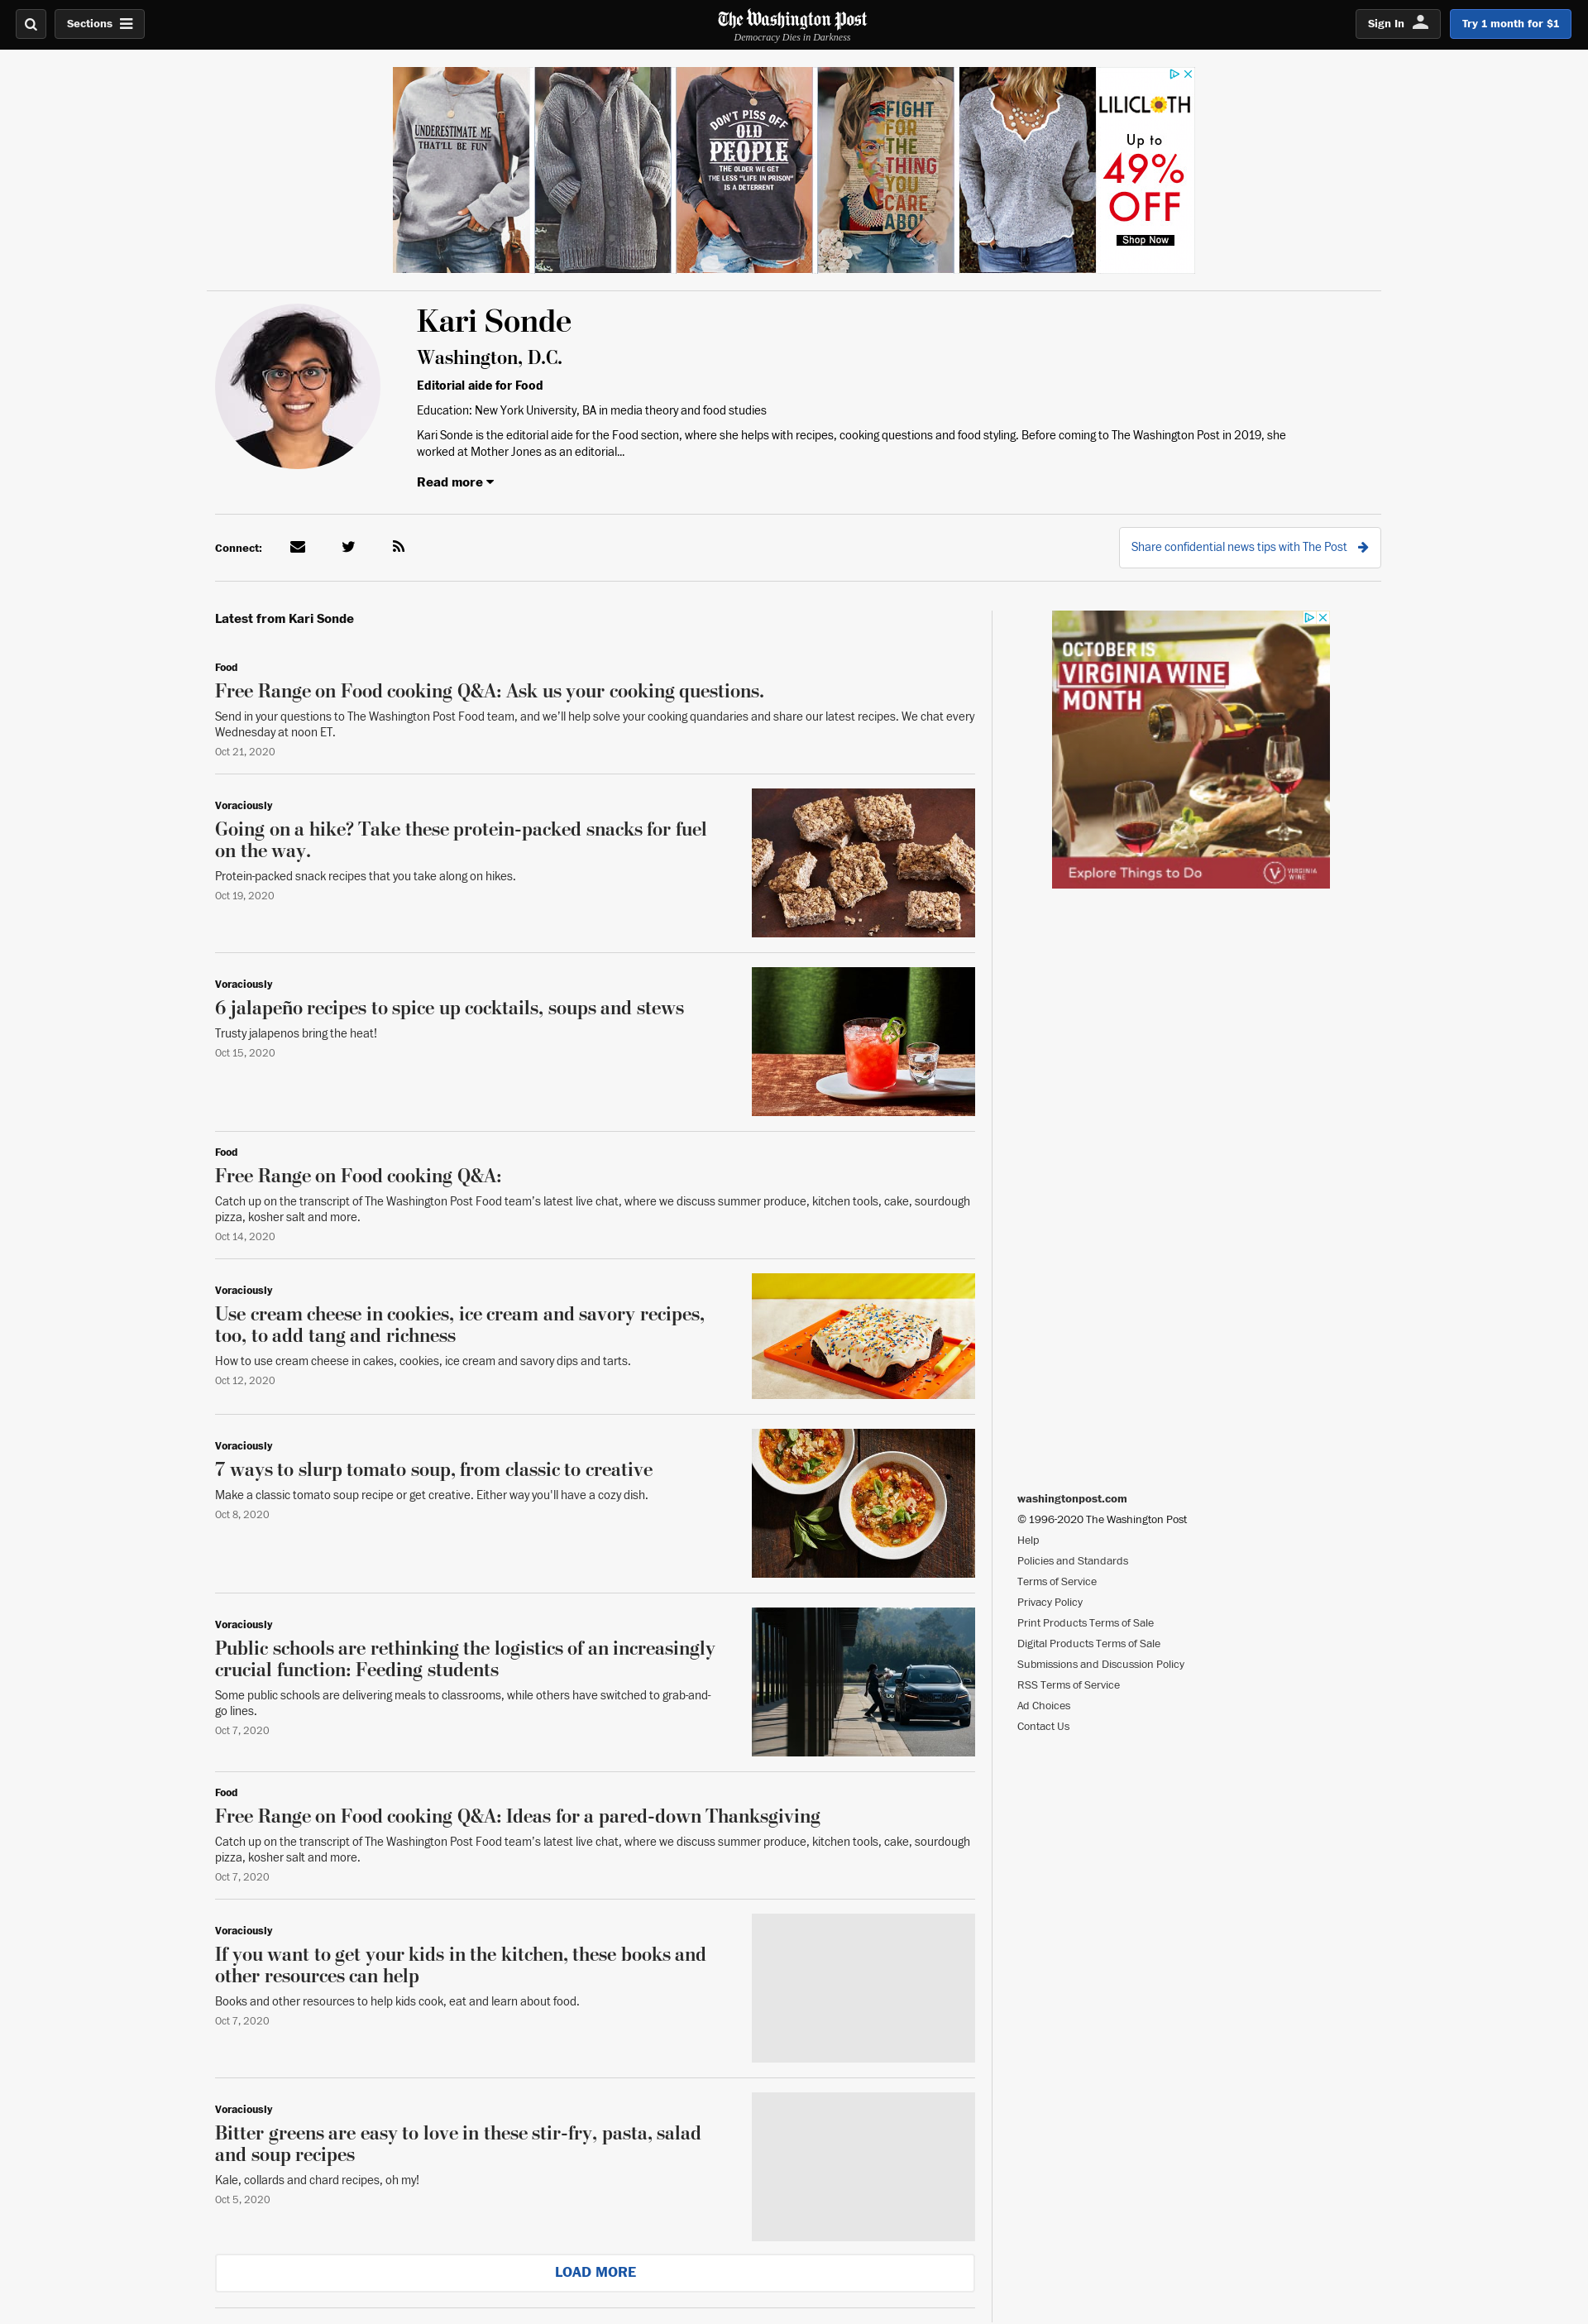 Sections
The Washington Post
Democracy Dies in Darkness
Sign In
Try 1 month for $1
UNDERESTIMATE ME
THAT'LL BE FUN
DON'T PISS OFF
OLD
PEOPLE
THE OLDER WE GET
THE LESS "LIFE IN PRISON"
IS A DETERRENT
FIGHT
FOR
THE
THING
YOU
CARE
LILICLOTH
Up to
49%
OFF
Shop Now
Kari Sonde
Washington, D.C.
Editorial aide for Food
Education: New York University, BA in media theory and food studies
Kari Sonde is the editorial aide for the Food section, where she helps with recipes, cooking questions and food styling. Before coming to The Washington Post in 2019, she
worked at Mother Jones as an editorial...
Read more
Connect:
Share confidential news tips with The Post
Latest from Kari Sonde
Food
Free Range on Food cooking Q&A: Ask us your cooking questions.
Send in your questions to The Washington Post Food team, and we’ll help solve your cooking quandaries and share our latest recipes. We chat every
Wednesday at noon ET.
Oct 21, 2020
Voraciously
Going on a hike? Take these protein-packed snacks for fuel
on the way.
Protein-packed snack recipes that you take along on hikes.
Oct 19, 2020
Voraciously
6 jalapeño recipes to spice up cocktails, soups and stews
Trusty jalapenos bring the heat!
Oct 15, 2020
Food
Free Range on Food cooking Q&A:
Catch up on the transcript of The Washington Post Food team’s latest live chat, where we discuss summer produce, kitchen tools, cake, sourdough
pizza, kosher salt and more.
Oct 14, 2020
Voraciously
Use cream cheese in cookies, ice cream and savory recipes,
too, to add tang and richness
How to use cream cheese in cakes, cookies, ice cream and savory dips and tarts.
Oct 12, 2020
Voraciously
7 ways to slurp tomato soup, from classic to creative
Make a classic tomato soup recipe or get creative. Either way you’ll have a cozy dish.
Oct 8, 2020
Voraciously
Public schools are rethinking the logistics of an increasingly
crucial function: Feeding students
Some public schools are delivering meals to classrooms, while others have switched to grab-and-
go lines.
Oct 7, 2020
Food
Free Range on Food cooking Q&A: Ideas for a pared-down Thanksgiving
Catch up on the transcript of The Washington Post Food team’s latest live chat, where we discuss summer produce, kitchen tools, cake, sourdough
pizza, kosher salt and more.
Oct 7, 2020
Voraciously
If you want to get your kids in the kitchen, these books and
other resources can help
Books and other resources to help kids cook, eat and learn about food.
Oct 7, 2020
Voraciously
Bitter greens are easy to love in these stir-fry, pasta, salad
and soup recipes
Kale, collards and chard recipes, oh my!
Oct 5, 2020
LOAD MORE
OCTOBER IS
VIRGINIA WINE
MONTH
Explore Things to Do
VIRGINIA
WINE
washingtonpost.com
© 1996-2020 The Washington Post
Help
Policies and Standards
Terms of Service
Privacy Policy
Print Products Terms of Sale
Digital Products Terms of Sale
Submissions and Discussion Policy
RSS Terms of Service
Ad Choices
Contact Us